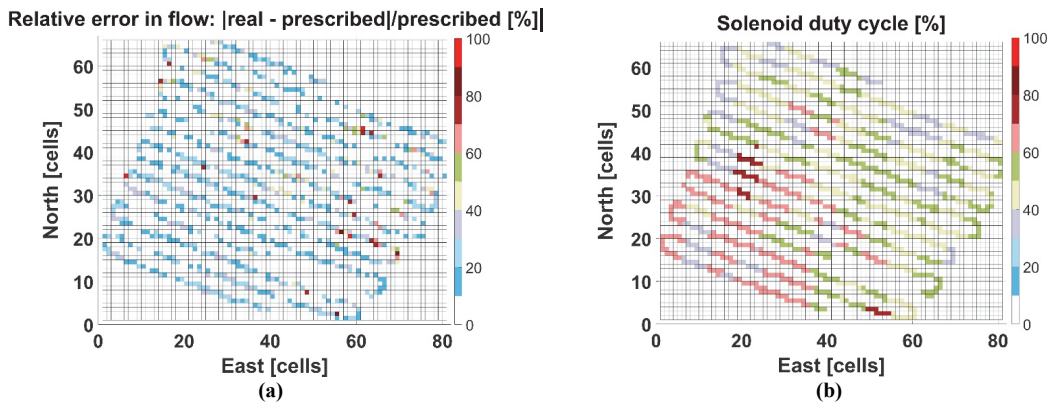 Relative error in flow: |real - prescribed|/prescribed [%]
100
80
60
40
20
0
60
50
40
30
20
10
0
North [cells]
0 20 40 60 80
East [cells]
(a)
Solenoid duty cycle [%]
100
80
60
40
20
0
60
50
40
30
20
10
0
North [cells]
0 20 40 60 80
East [cells]
(b)